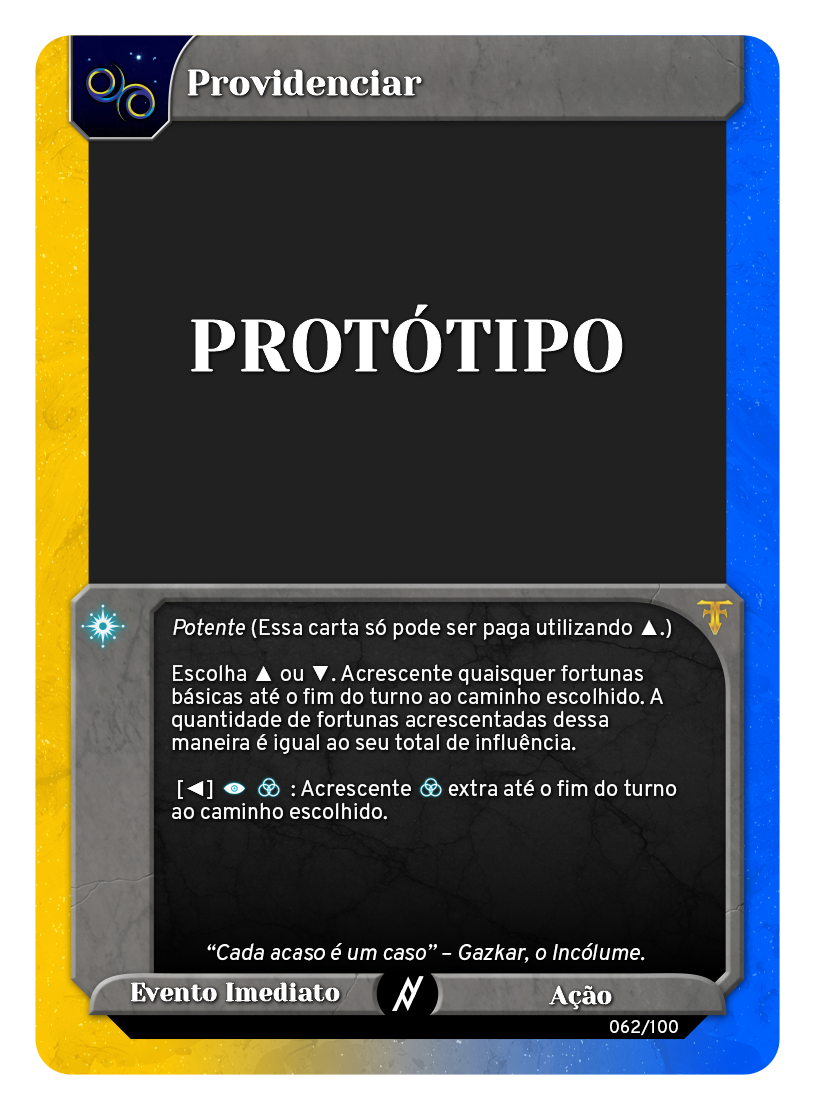 Providenciar
PROTÓTIPO
Potente (Essa carta só pode ser paga utilizando ▲.)
Escolha ▲ ou ▼. Acrescente quaisquer fortunas
básicas até o fim do turno ao caminho escolhido. A
quantidade de fortunas acrescentadas dessa
maneira é igual ao seu total de influência.
[◄] : Acrescente extra até o fim do turno
ao caminho escolhido.
“Cada acaso é um caso” – Gazkar, o Incólume.
Evento Imediato
Ação
062/100